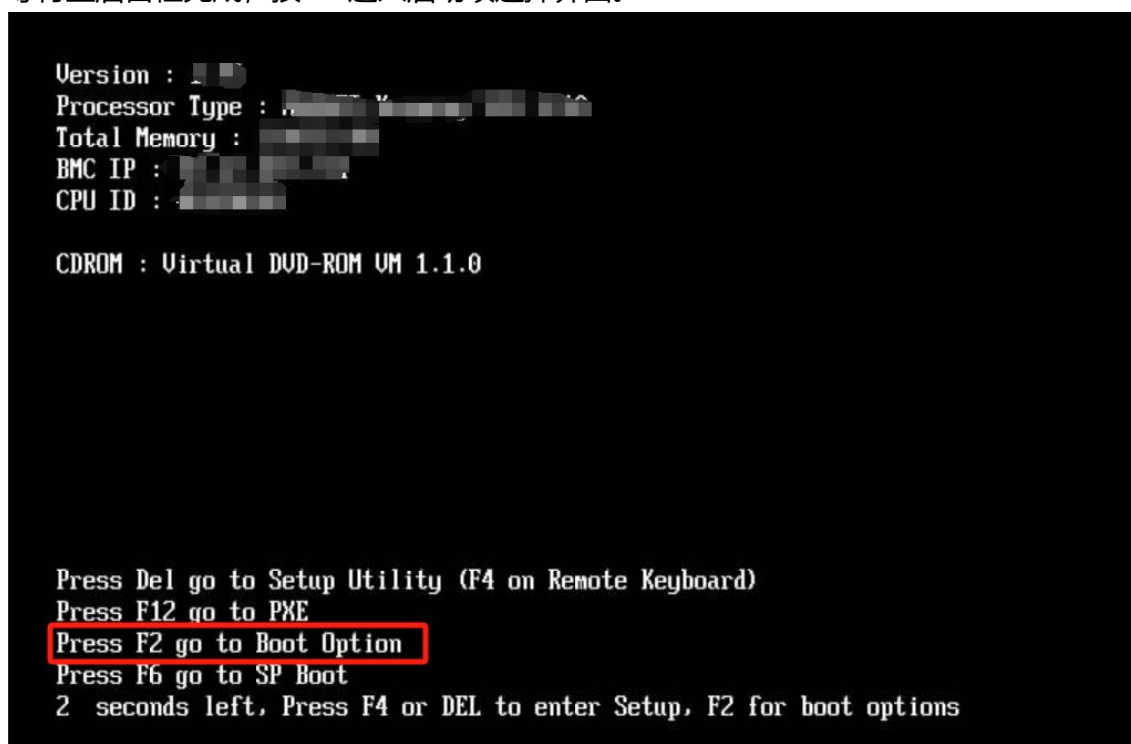 Version :
Processor Type :
Total Memory :
BMC IP :
CPU ID :
CDROM : Virtual DVD-ROM VM 1.1.0
Press Del go to Setup Utility (F4 on Remote Keyboard)
Press F12 go to PXE
Press F2 go to Boot Option
Press F6 go to SP Boot
2 seconds left, Press F4 or DEL to enter Setup, F2 for boot options